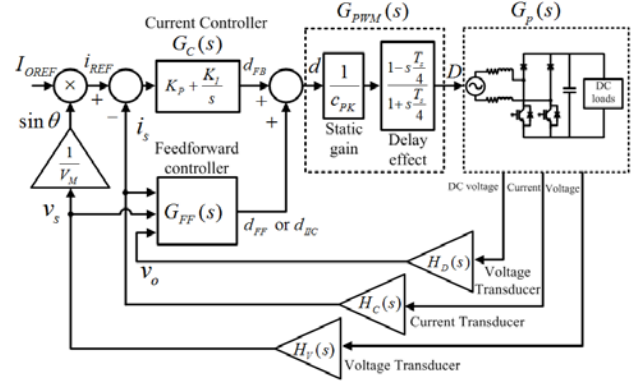 Current Controller
G_C(s)
G_PWM(s)
G_p(s)
I_OREF
i_REF
×
+
−
K_P + K_I/s
d_FB
+
+
d
1/c_PK
1−s T_s/4
1+s T_s/4
D
DC loads
sin θ
i_s
Static gain
Delay effect
1/V_M
Feedforward controller
G_FF(s)
d_FF or d_IIC
DC voltage
Current
Voltage
v_s
v_o
H_D(s)
Voltage Transducer
H_C(s)
Current Transducer
H_V(s)
Voltage Transducer